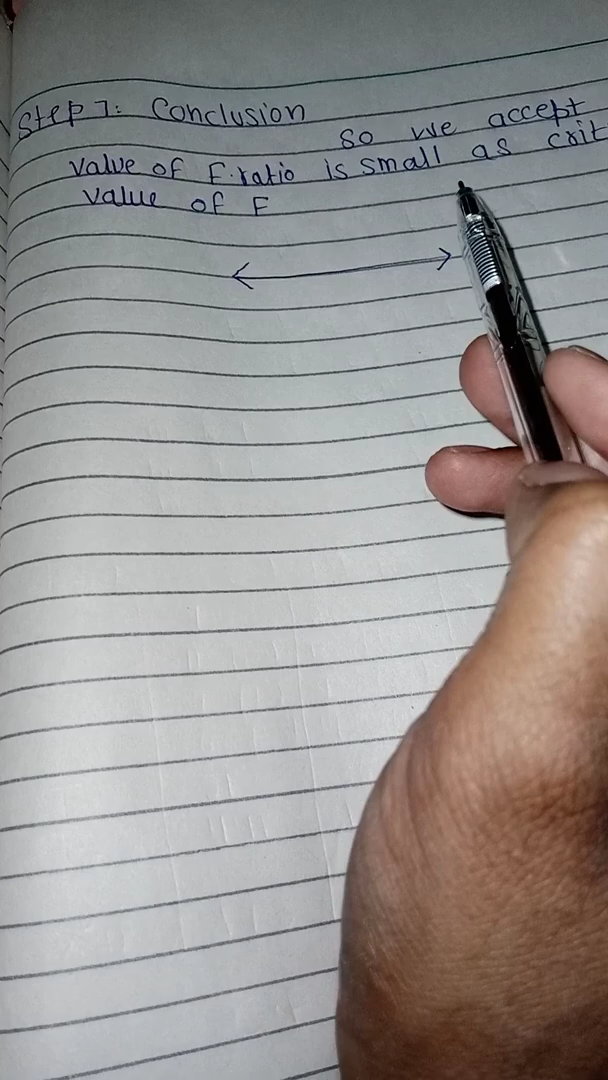 Step 7: Conclusion
So we accept
value of F.ratio is small as crit
value of F